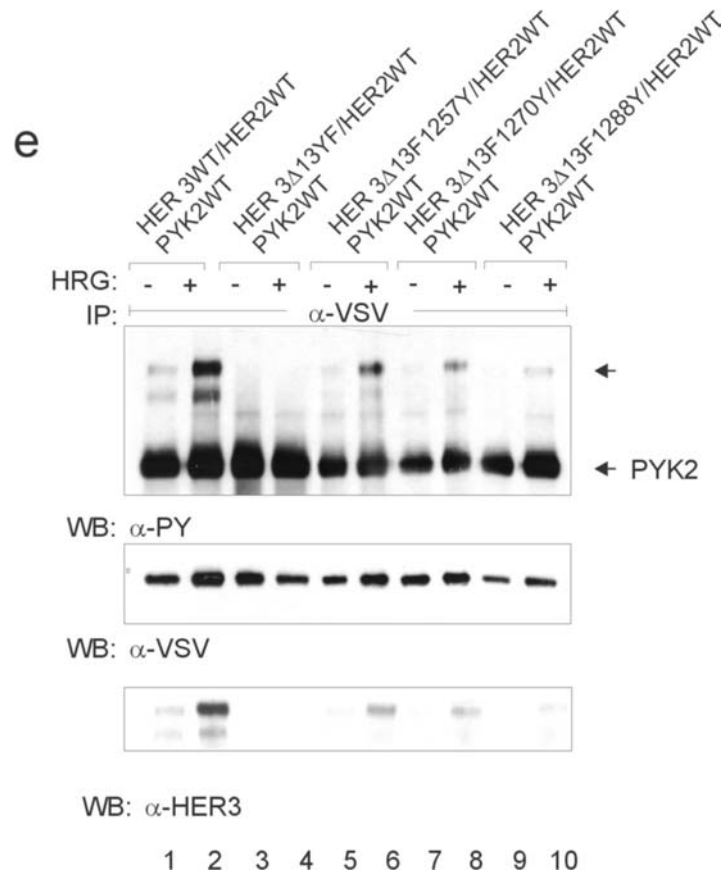 e
HER 3WT/HER2WT
PYK2WT
HER 3Δ13YF/HER2WT
PYK2WT
HER 3Δ13F1257Y/HER2WT
PYK2WT
HER 3Δ13F1270Y/HER2WT
PYK2WT
HER 3Δ13F1288Y/HER2WT
PYK2WT
HRG: - + - + - + - + - +
IP: α-VSV
PYK2
WB: α-PY
WB: α-VSV
WB: α-HER3
1 2 3 4 5 6 7 8 9 10